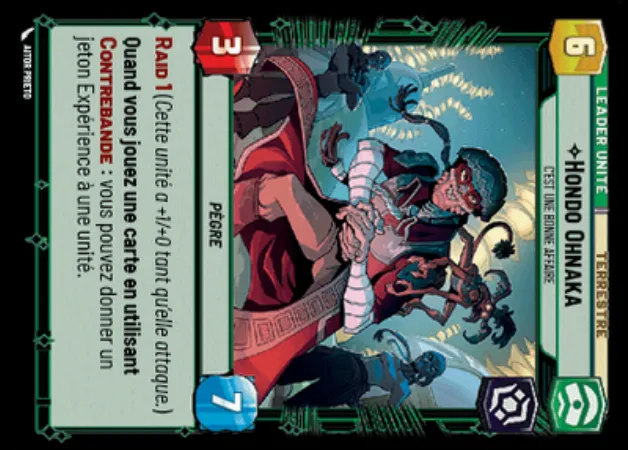 LEADER UNITÉ
TERRESTRE
6
HONDO OHNAKA
C'EST UNE BONNE AFFAIRE
3
PÈGRE
7
RAID 1 (Cette unité a +1/+0 tant qu'elle attaque.)
Quand vous jouez une carte en utilisant
CONTREBANDE : vous pouvez donner un
jeton Expérience à une unité.
AITOR PRIETO